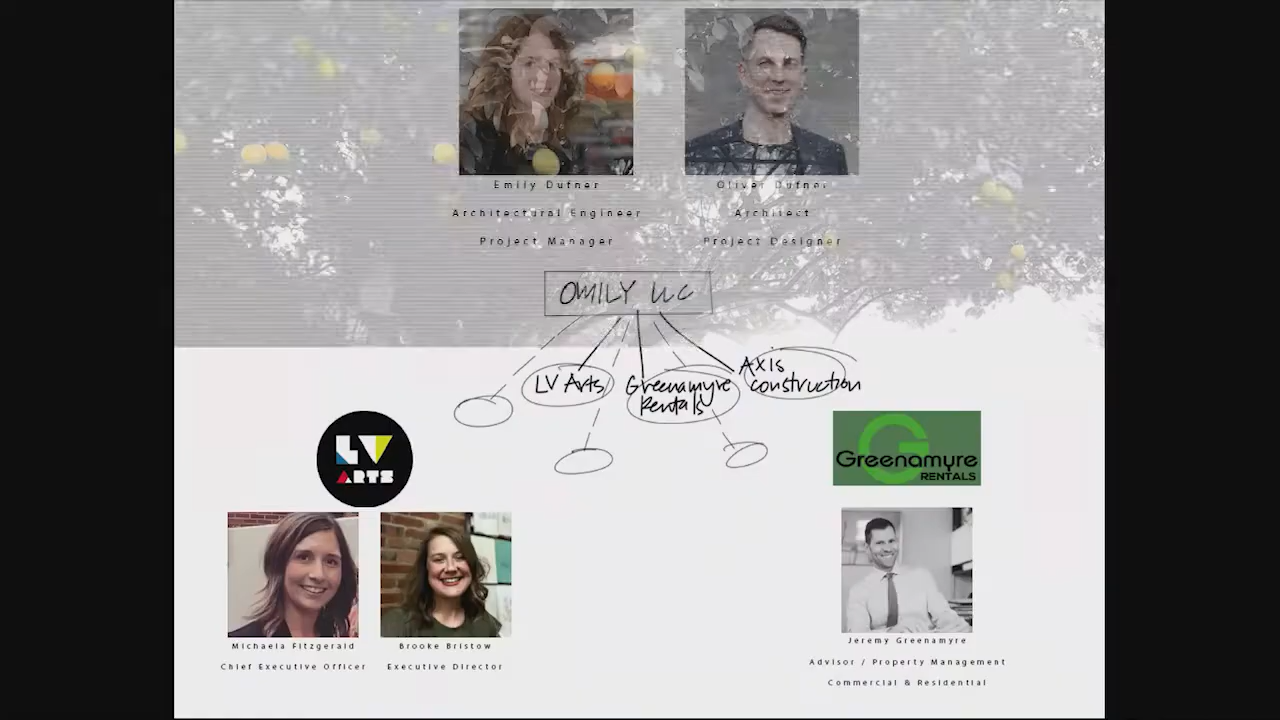 Emily Dufner
Oliver Dufner
Architectural Engineer
Architect
Project Manager
Project Designer
OMILY LLC
LV Arts
Greenamyre
Rentals
Axis
construction
LV
ARTS
Greenamyre
RENTALS
Michaela Fitzgerald
Chief Executive Officer
Brooke Bristow
Executive Director
Jeremy Greenamyre
Advisor / Property Management
Commercial & Residential